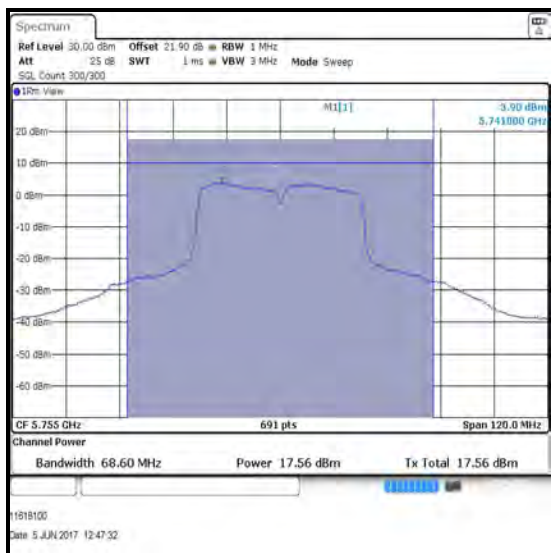 Spectrum
Ref Level 30.00 dBm Offset 21.90 dB RBW 1 MHz
Att 25 dB SWT 1 ms VBW 3 MHz Mode Sweep
SGL Count 300/300
1Rm View
M1[1] 3.90 dBm
5.741000 GHz
20 dBm
10 dBm
0 dBm
-10 dBm
-20 dBm
-30 dBm
-40 dBm
-50 dBm
-60 dBm
CF 5.755 GHz 691 pts Span 120.0 MHz
Channel Power
Bandwidth 68.60 MHz Power 17.56 dBm Tx Total 17.56 dBm
11618100
Date 5 JUN 2017 12:47:32